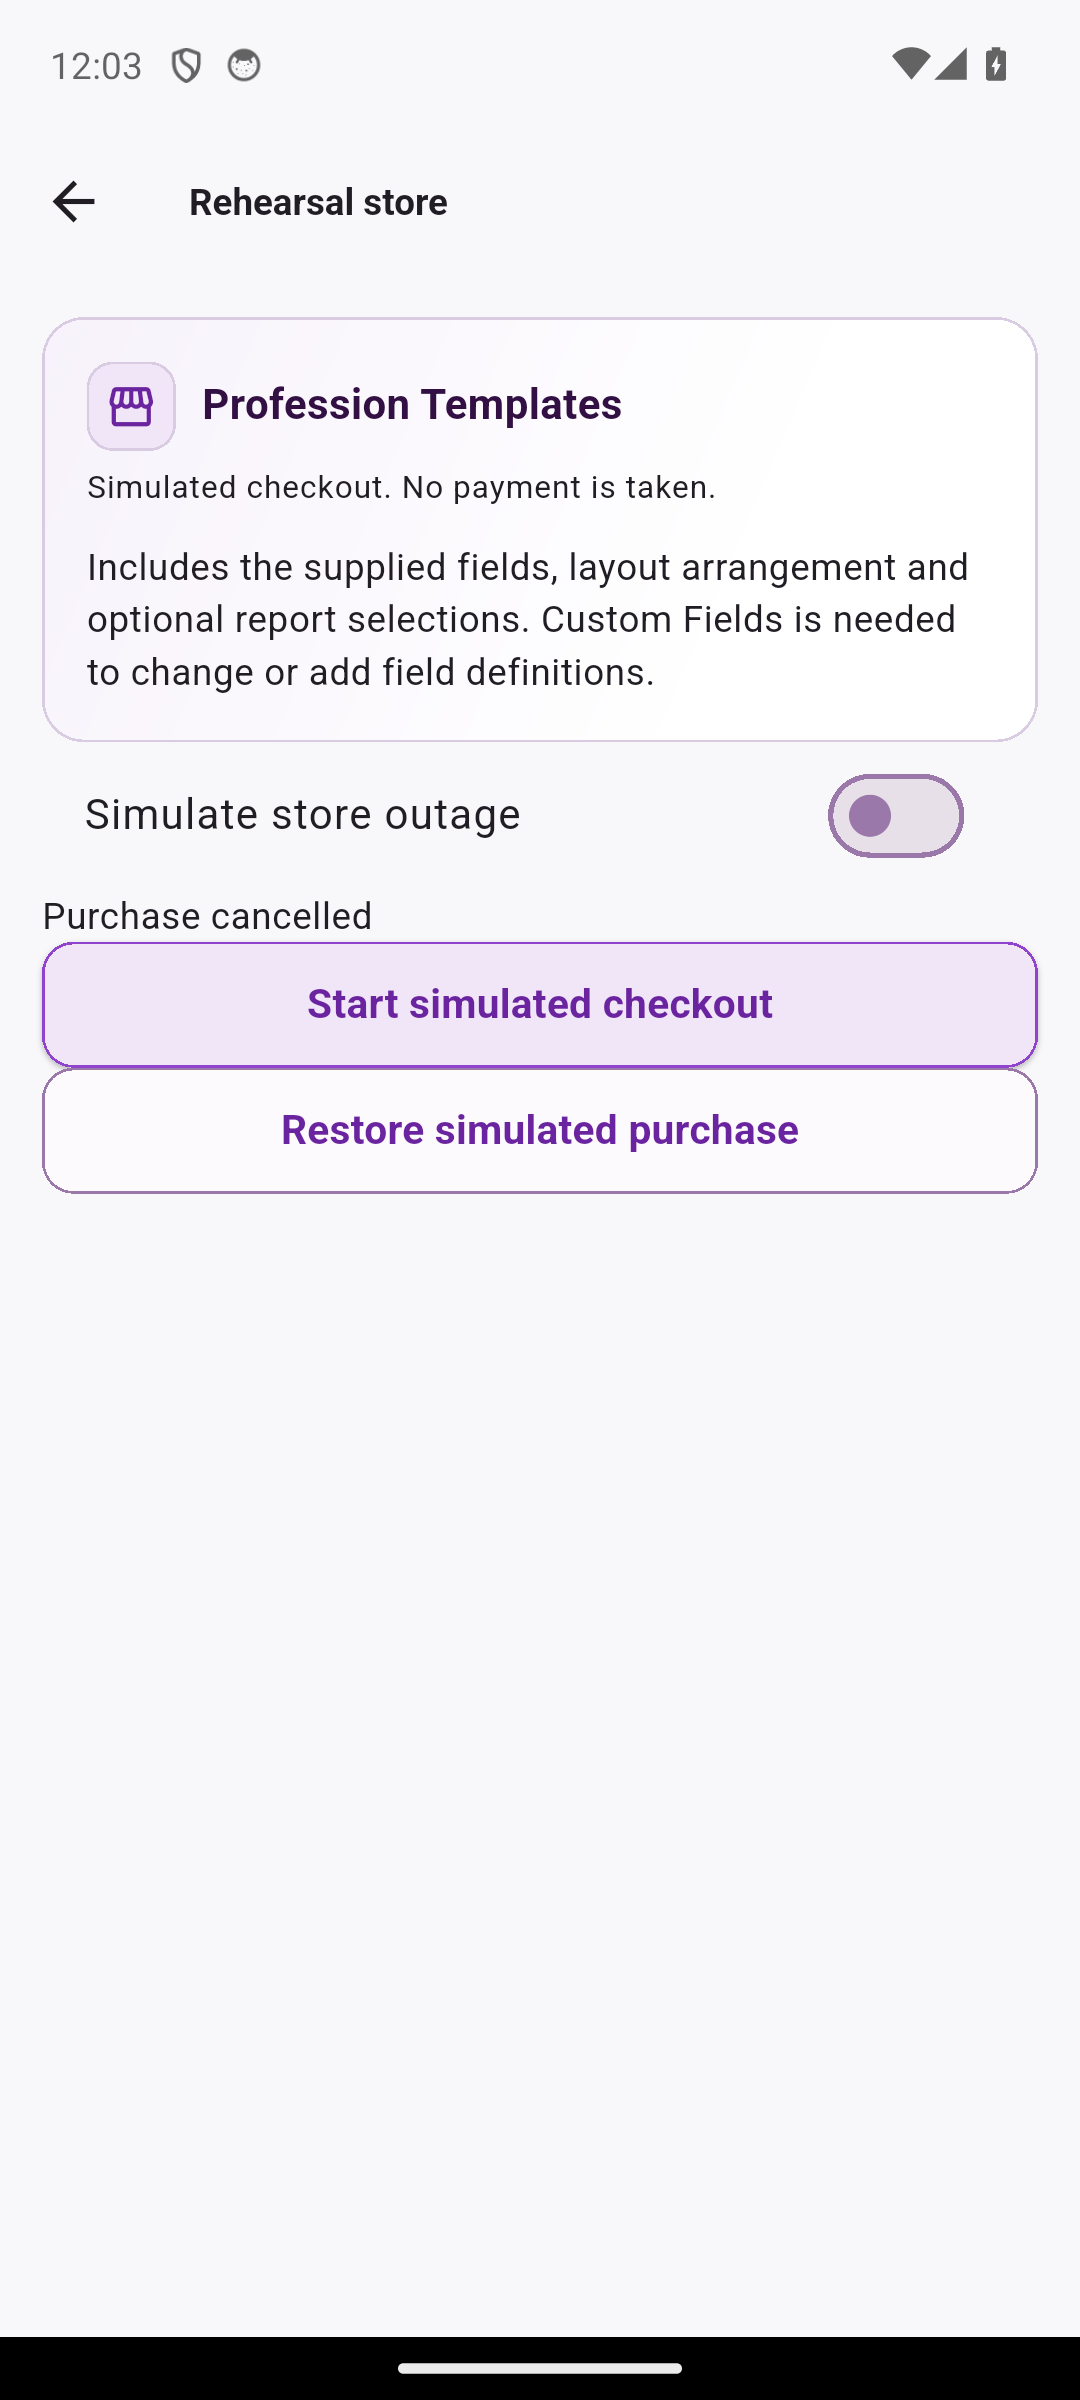 12:03
Rehearsal store
Profession Templates
Simulated checkout. No payment is taken.
Includes the supplied fields, layout arrangement and
optional report selections. Custom Fields is needed
to change or add field definitions.
Simulate store outage
Purchase cancelled
Start simulated checkout
Restore simulated purchase